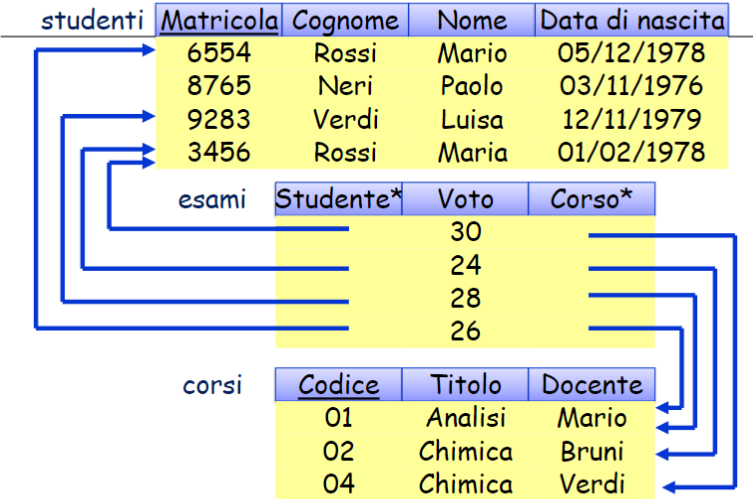 studenti Matricola Cognome Nome Data di nascita
6554 Rossi Mario 05/12/1978
8765 Neri Paolo 03/11/1976
9283 Verdi Luisa 12/11/1979
3456 Rossi Maria 01/02/1978
esami Studente* Voto Corso*
30
24
28
26
corsi Codice Titolo Docente
01 Analisi Mario
02 Chimica Bruni
04 Chimica Verdi